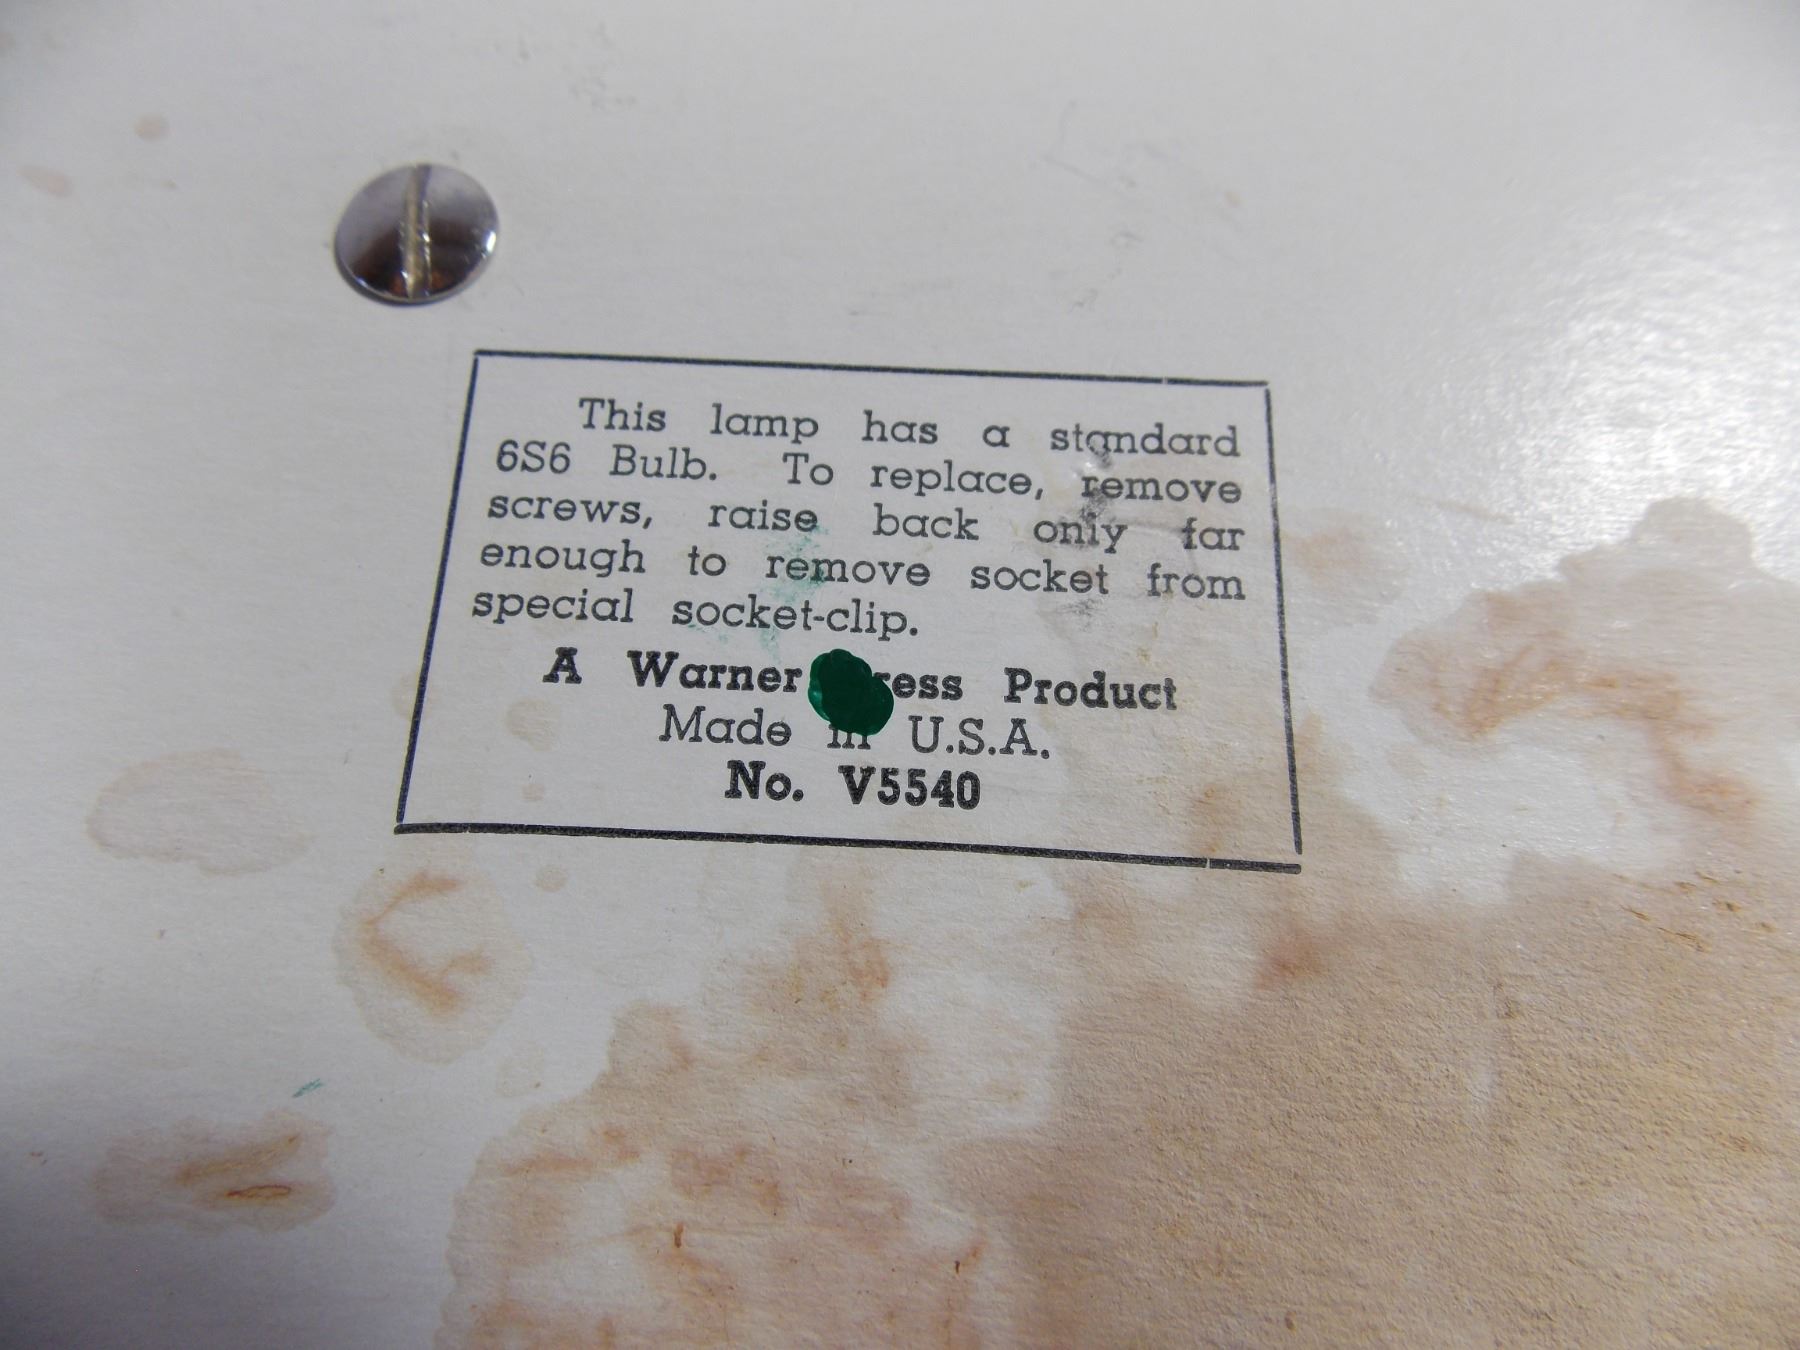 This lamp has a standard
6S6 Bulb. To replace, remove
screws, raise back only far
enough to remove socket from
special socket-clip.
A Warner ress Product
Made in U.S.A.
No. V5540